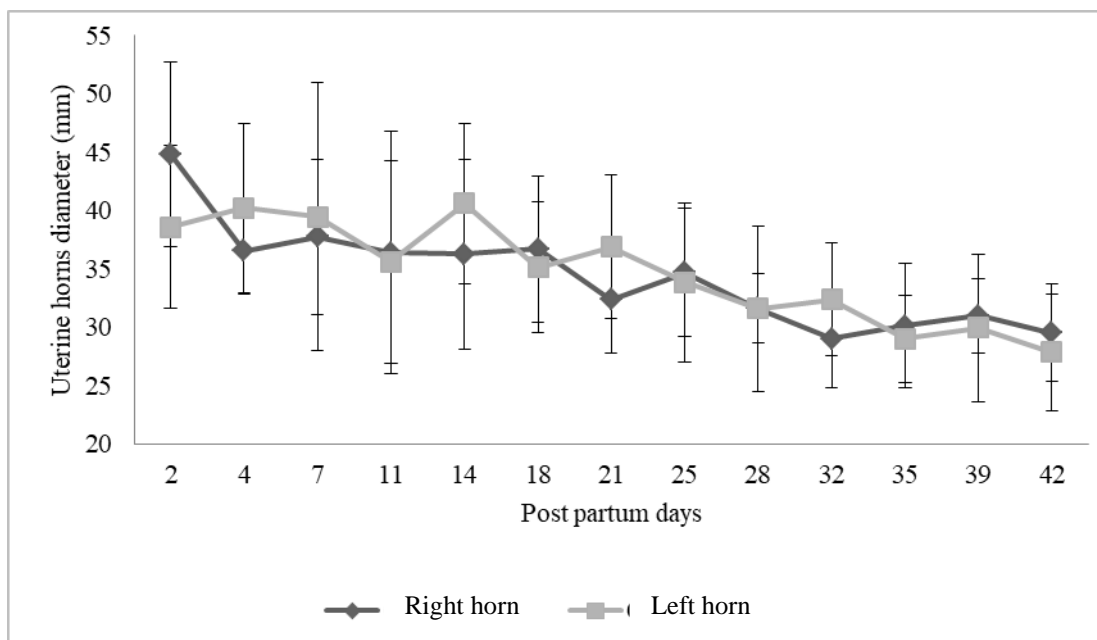 Uterine horns diameter (mm)
55
50
45
40
35
30
25
20
2 4 7 11 14 18 21 25 28 32 35 39 42
Post partum days
Right horn Left horn